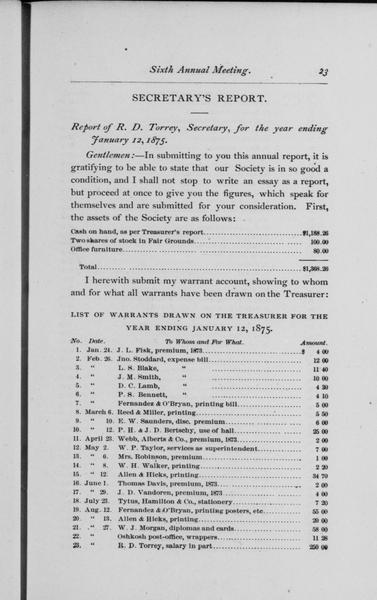 Sixth Annual Meeting. 23
SECRETARY'S REPORT.
Report of R. D. Torrey, Secretary, for the year ending
January 12, 1875.
Gentlemen:—In submitting to you this annual report, it is
gratifying to be able to state that our Society is in so good a
condition, and I shall not stop to write an essay as a report,
but proceed at once to give you the figures, which speak for
themselves and are submitted for your consideration. First,
the assets of the Society are as follows:
Cash on hand, as per Treasurer's report $1,188.26
Two shares of stock in Fair Grounds 100.00
Office furniture 80.00
Total $1,368.26
I herewith submit my warrant account, showing to whom
and for what all warrants have been drawn on the Treasurer:
LIST OF WARRANTS DRAWN ON THE TREASURER FOR THE
YEAR ENDING JANUARY 12, 1875.
No. Date. To Whom and For What. Amount.
1. Jan. 24. J. L. Fisk, premium, 1873 $ 4 00
2. Feb. 26. Jno. Stoddard, expense bill 12 00
3. " L. S. Blake, " 11 40
4. " J. M. Smith, " 10 00
5. " D. C. Lamb, " 4 30
6. " P. S. Bennett, " 4 10
7. " Fernandez & O'Bryan, printing bill 5 00
8. March 6. Reed & Miller, printing 5 50
9. " 10. E. W. Saunders, disc. premium 6 00
10. " 12. P. H. & J. D. Bertschy, use of hall 25 00
11. April 23. Webb, Alberts & Co., premium, 1873 2 00
12. May 2. W. P. Taylor, services as superintendent 7 00
13. " 6. Mrs. Robinson, premium 1 00
14. " 8. W. H. Walker, printing 2 20
15. " 12. Allen & Hicks, printing 34 70
16. June 1. Thomas Davis, premium, 1873 2 00
17. " 29. J. D. Vandoren, premium, 1873 4 00
18. July 23. Tytus, Hamilton & Co., stationery 7 20
19. Aug. 12. Fernandez & O'Bryan, printing posters, etc. 55 00
20. " 13. Allen & Hicks, printing 20 00
21. " 27. W. J. Morgan, diplomas and cards 58 00
22. " Oshkosh post-office, wrappers 11 28
23. " R. D. Torrey, salary in part 250 00